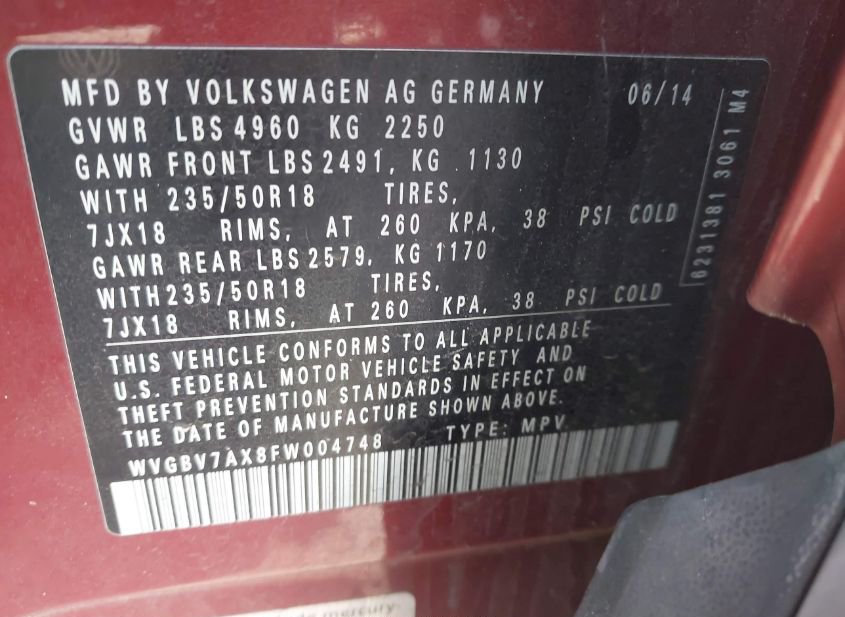 MFD BY VOLKSWAGEN AG GERMANY 06/14
GVWR LBS 4960 KG 2250
GAWR FRONT LBS 2491, KG 1130
WITH 235/50R18 TIRES,
7JX18 RIMS, AT 260 KPA, 38 PSI COLD
GAWR REAR LBS 2579, KG 1170
WITH 235/50R18 TIRES,
7JX18 RIMS, AT 260 KPA, 38 PSI COLD
THIS VEHICLE CONFORMS TO ALL APPLICABLE
U.S. FEDERAL MOTOR VEHICLE SAFETY AND
THEFT PREVENTION STANDARDS IN EFFECT ON
THE DATE OF MANUFACTURE SHOWN ABOVE.
WVGBV7AX8FW004748 TYPE: MPV
6231381 3061 M4
mercury